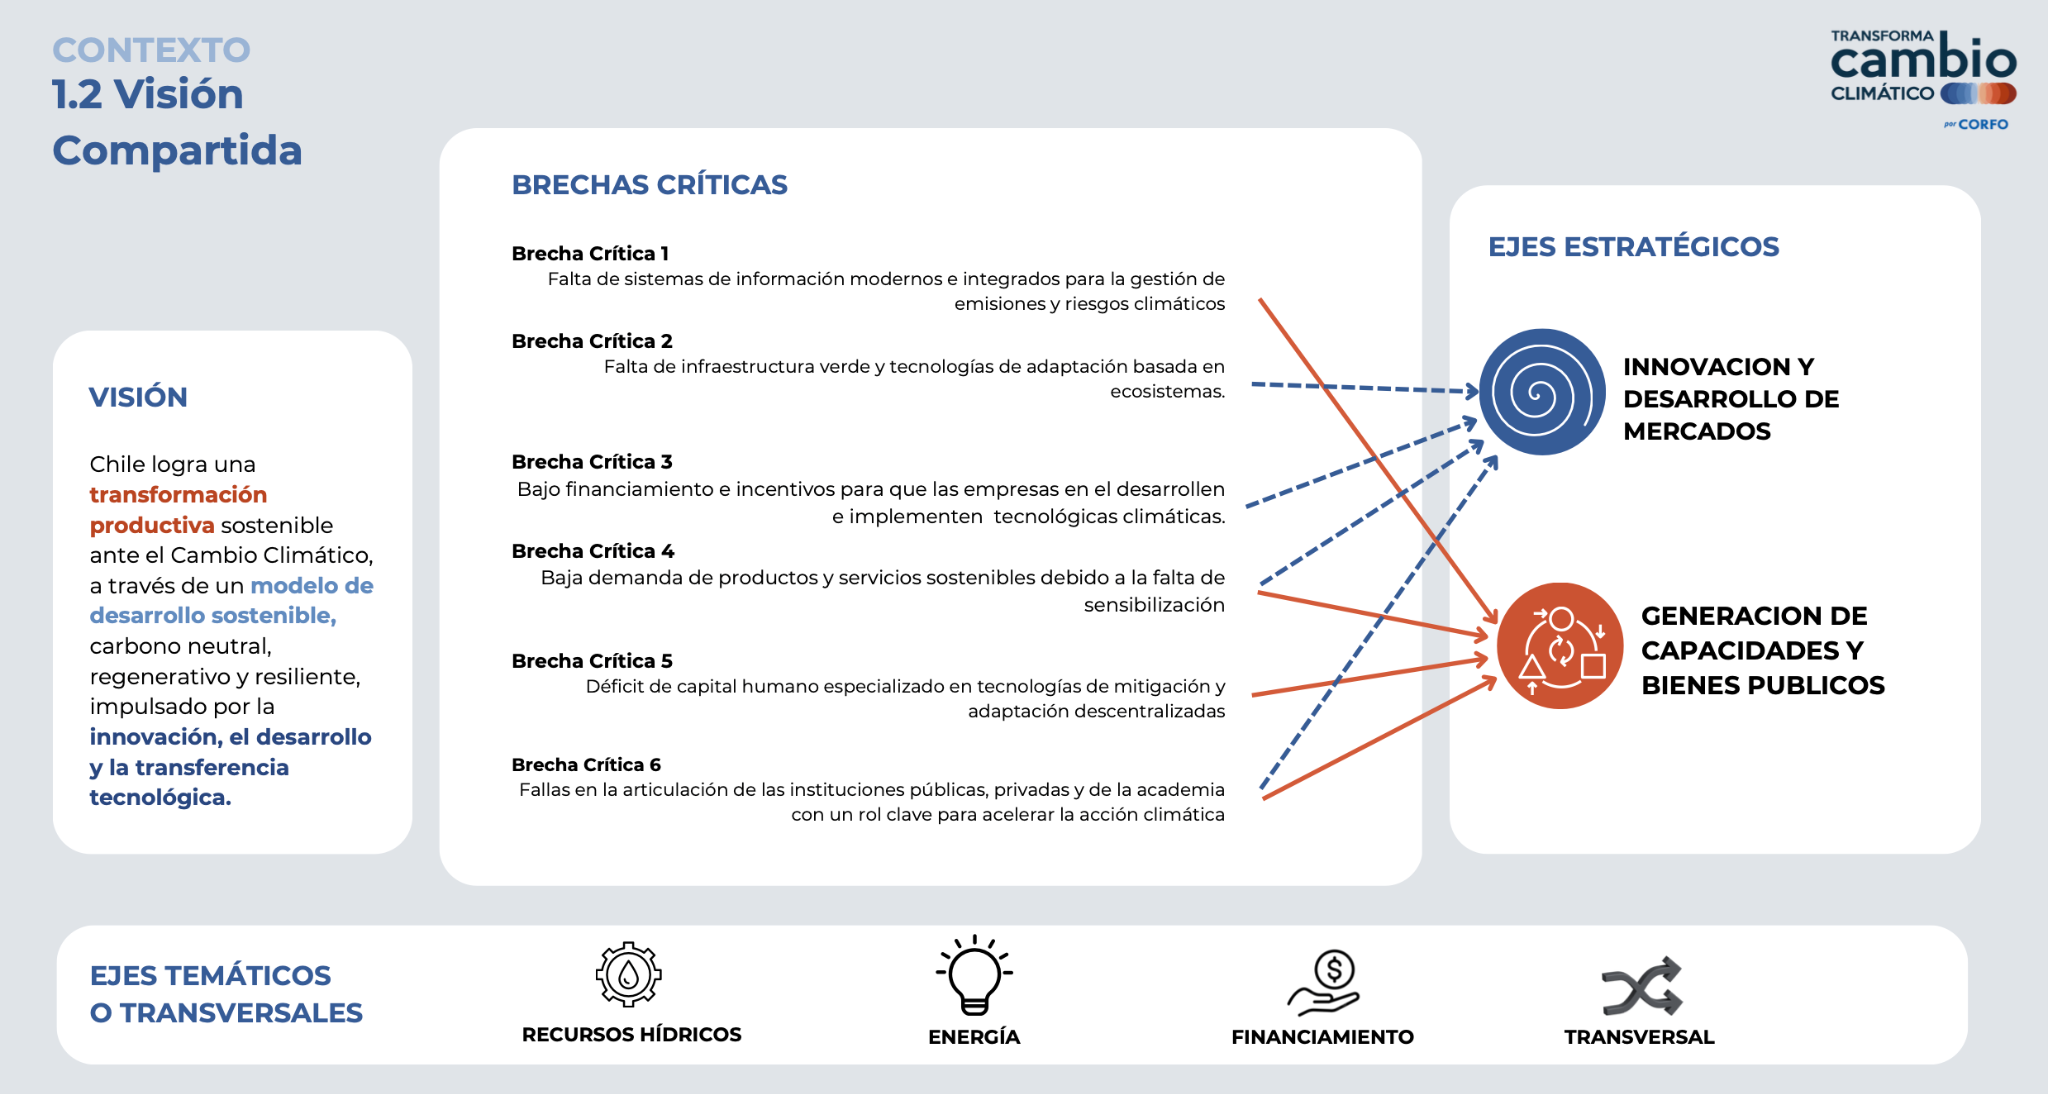 CONTEXTO
1.2 Visión
Compartida
TRANSFORMA
cambio
CLIMÁTICO
por CORFO
VISIÓN
Chile logra una
transformación
productiva sostenible
ante el Cambio Climático,
a través de un modelo de
desarrollo sostenible,
carbono neutral,
regenerativo y resiliente,
impulsado por la
innovación, el desarrollo
y la transferencia
tecnológica.
BRECHAS CRÍTICAS
Brecha Crítica 1
Falta de sistemas de información modernos e integrados para la gestión de
emisiones y riesgos climáticos
Brecha Crítica 2
Falta de infraestructura verde y tecnologías de adaptación basada en
ecosistemas.
Brecha Crítica 3
Bajo financiamiento e incentivos para que las empresas en el desarrollen
e implementen tecnológicas climáticas.
Brecha Crítica 4
Baja demanda de productos y servicios sostenibles debido a la falta de
sensibilización
Brecha Crítica 5
Déficit de capital humano especializado en tecnologías de mitigación y
adaptación descentralizadas
Brecha Crítica 6
Fallas en la articulación de las instituciones públicas, privadas y de la academia
con un rol clave para acelerar la acción climática
EJES ESTRATÉGICOS
INNOVACION Y
DESARROLLO DE
MERCADOS
GENERACION DE
CAPACIDADES Y
BIENES PUBLICOS
EJES TEMÁTICOS
O TRANSVERSALES
RECURSOS HÍDRICOS
ENERGÍA
$
FINANCIAMIENTO
TRANSVERSAL